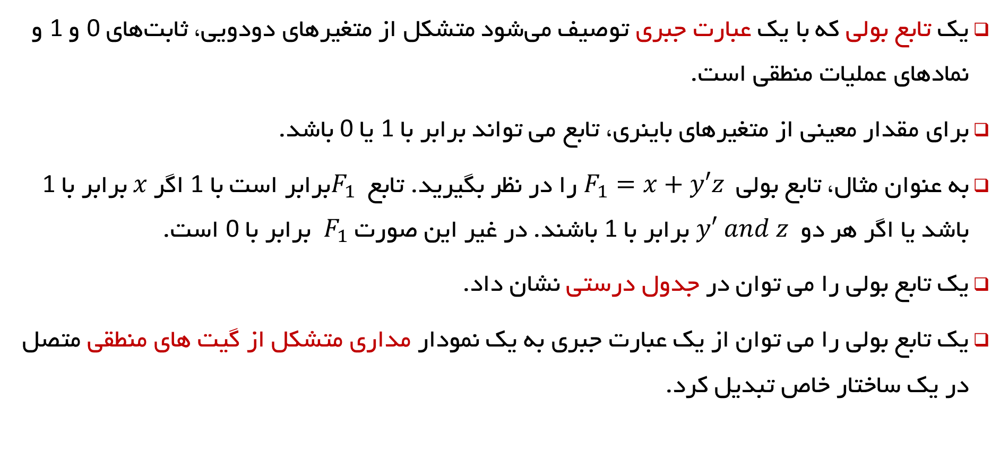 ❑ یک تابع بولی که با یک عبارت جبری توصیف می‌شود متشکل از متغیرهای دودویی، ثابت‌های 0 و 1 و
نمادهای عملیات منطقی است.
❑ برای مقدار معینی از متغیرهای باینری، تابع می تواند برابر با 1 یا 0 باشد.
❑ به عنوان مثال، تابع بولی F₁ = x + y′z را در نظر بگیرید. تابع F₁ برابر است با 1 اگر x برابر با 1
باشد یا اگر هر دو y′ and z برابر با 1 باشند. در غیر این صورت F₁ برابر با 0 است.
❑ یک تابع بولی را می توان در جدول درستی نشان داد.
❑ یک تابع بولی را می توان از یک عبارت جبری به یک نمودار مداری متشکل از گیت های منطقی متصل
در یک ساختار خاص تبدیل کرد.